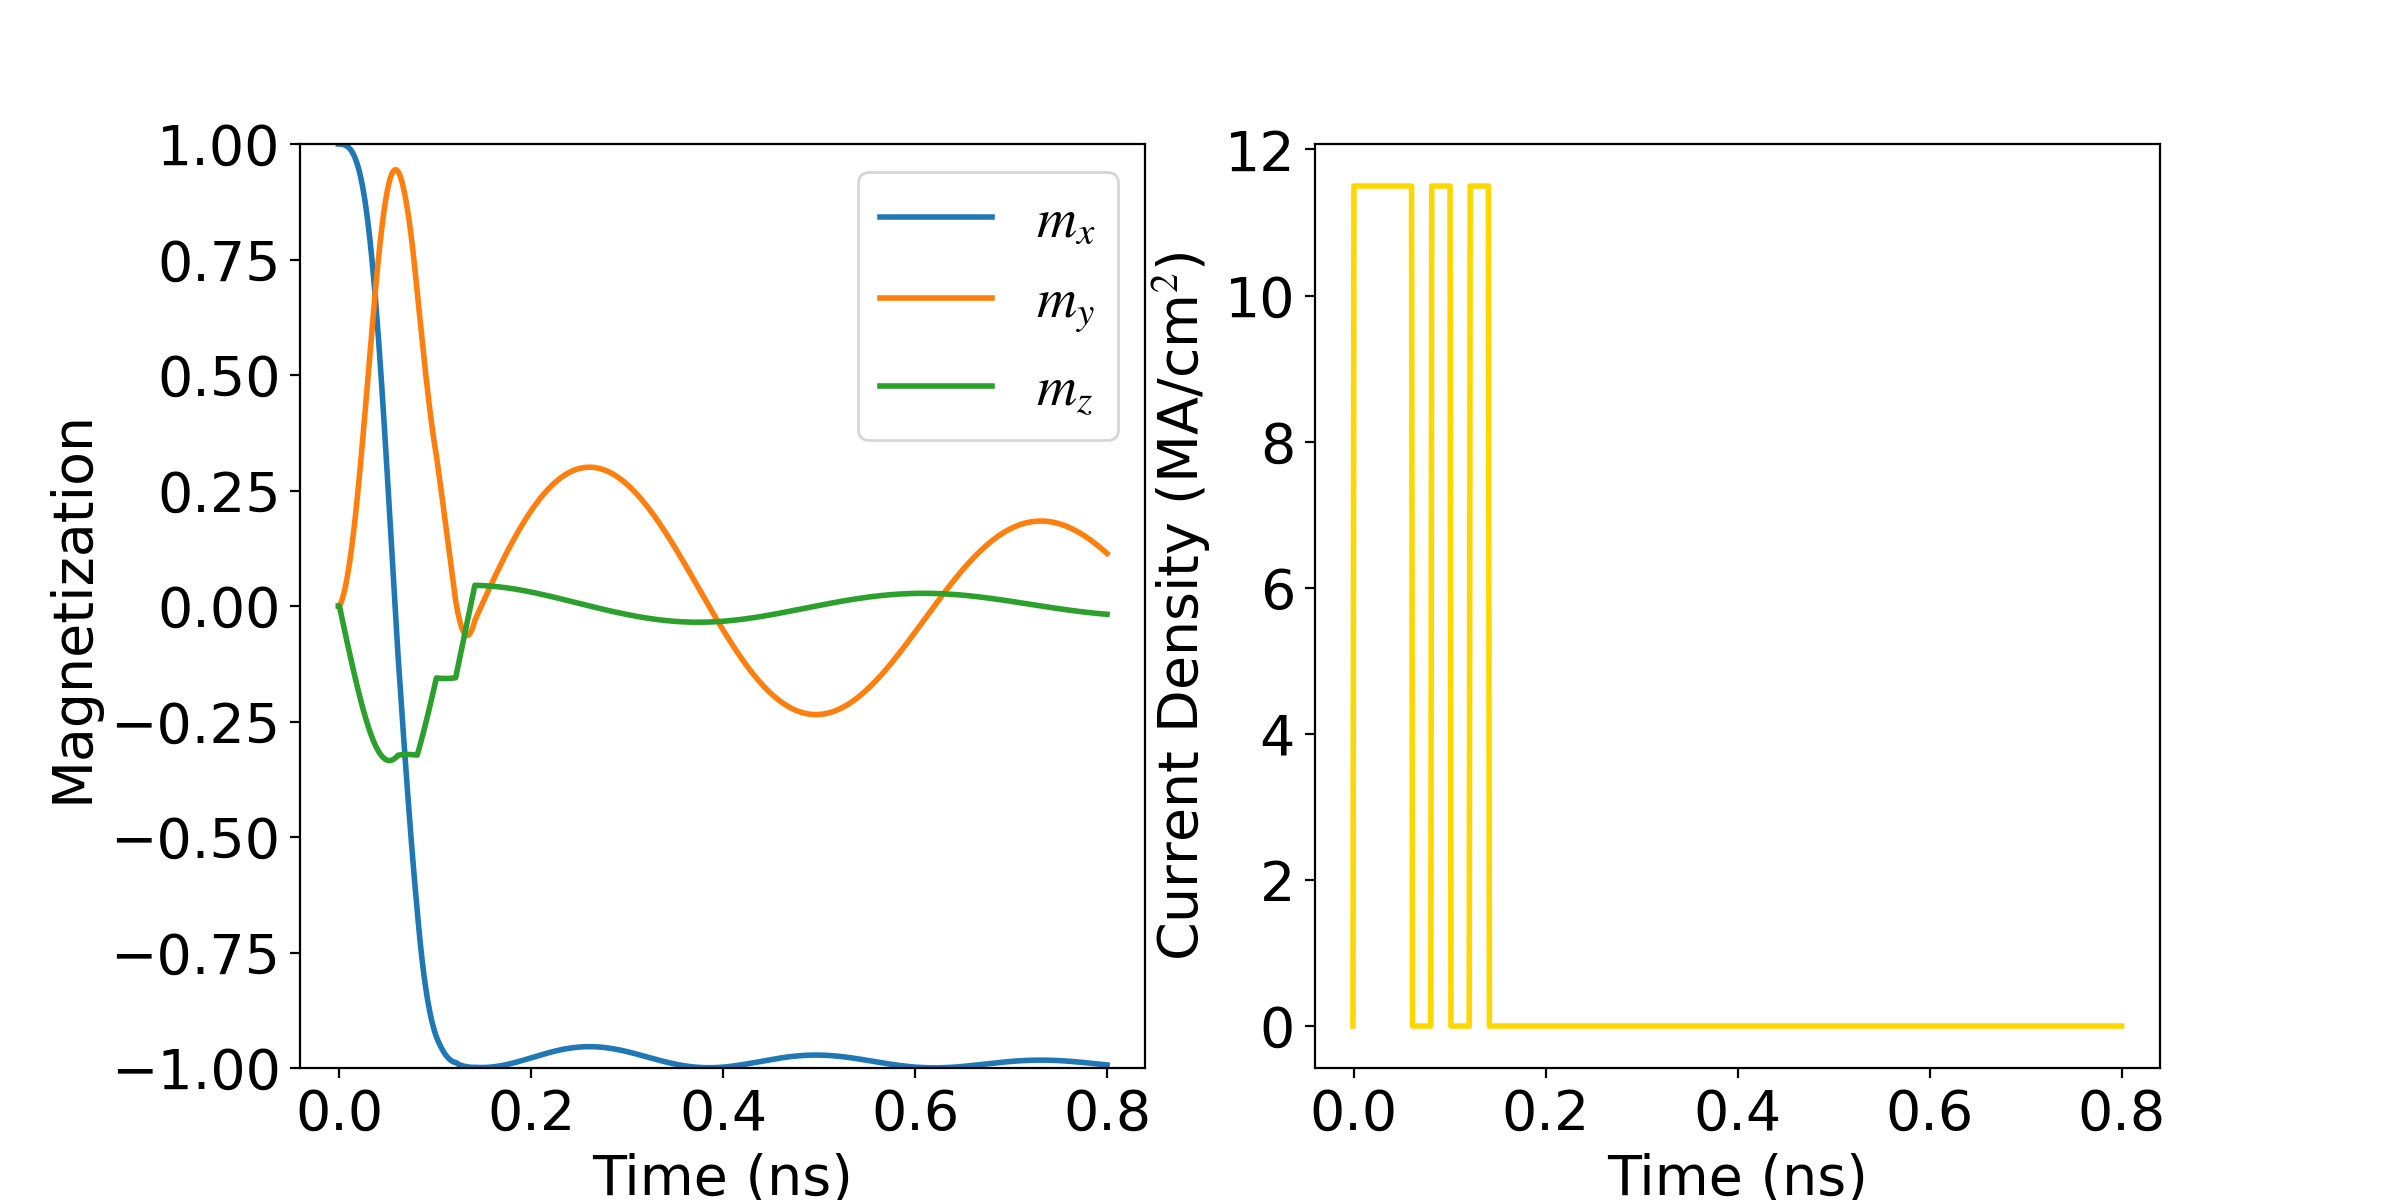 1.00
0.75
0.50
0.25
0.00
−0.25
−0.50
−0.75
−1.00
Magnetization
0.0 0.2 0.4 0.6 0.8
Time (ns)
m_x
m_y
m_z
12
10
8
6
4
2
0
Current Density (MA/cm²)
0.0 0.2 0.4 0.6 0.8
Time (ns)